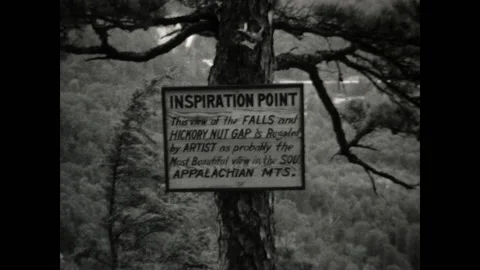 INSPIRATION POINT
This view of the FALLS and
HICKORY NUT GAP is Regarded
by ARTIST as probably the
Most Beautiful view in the SOU.
APPALACHIAN MTS.